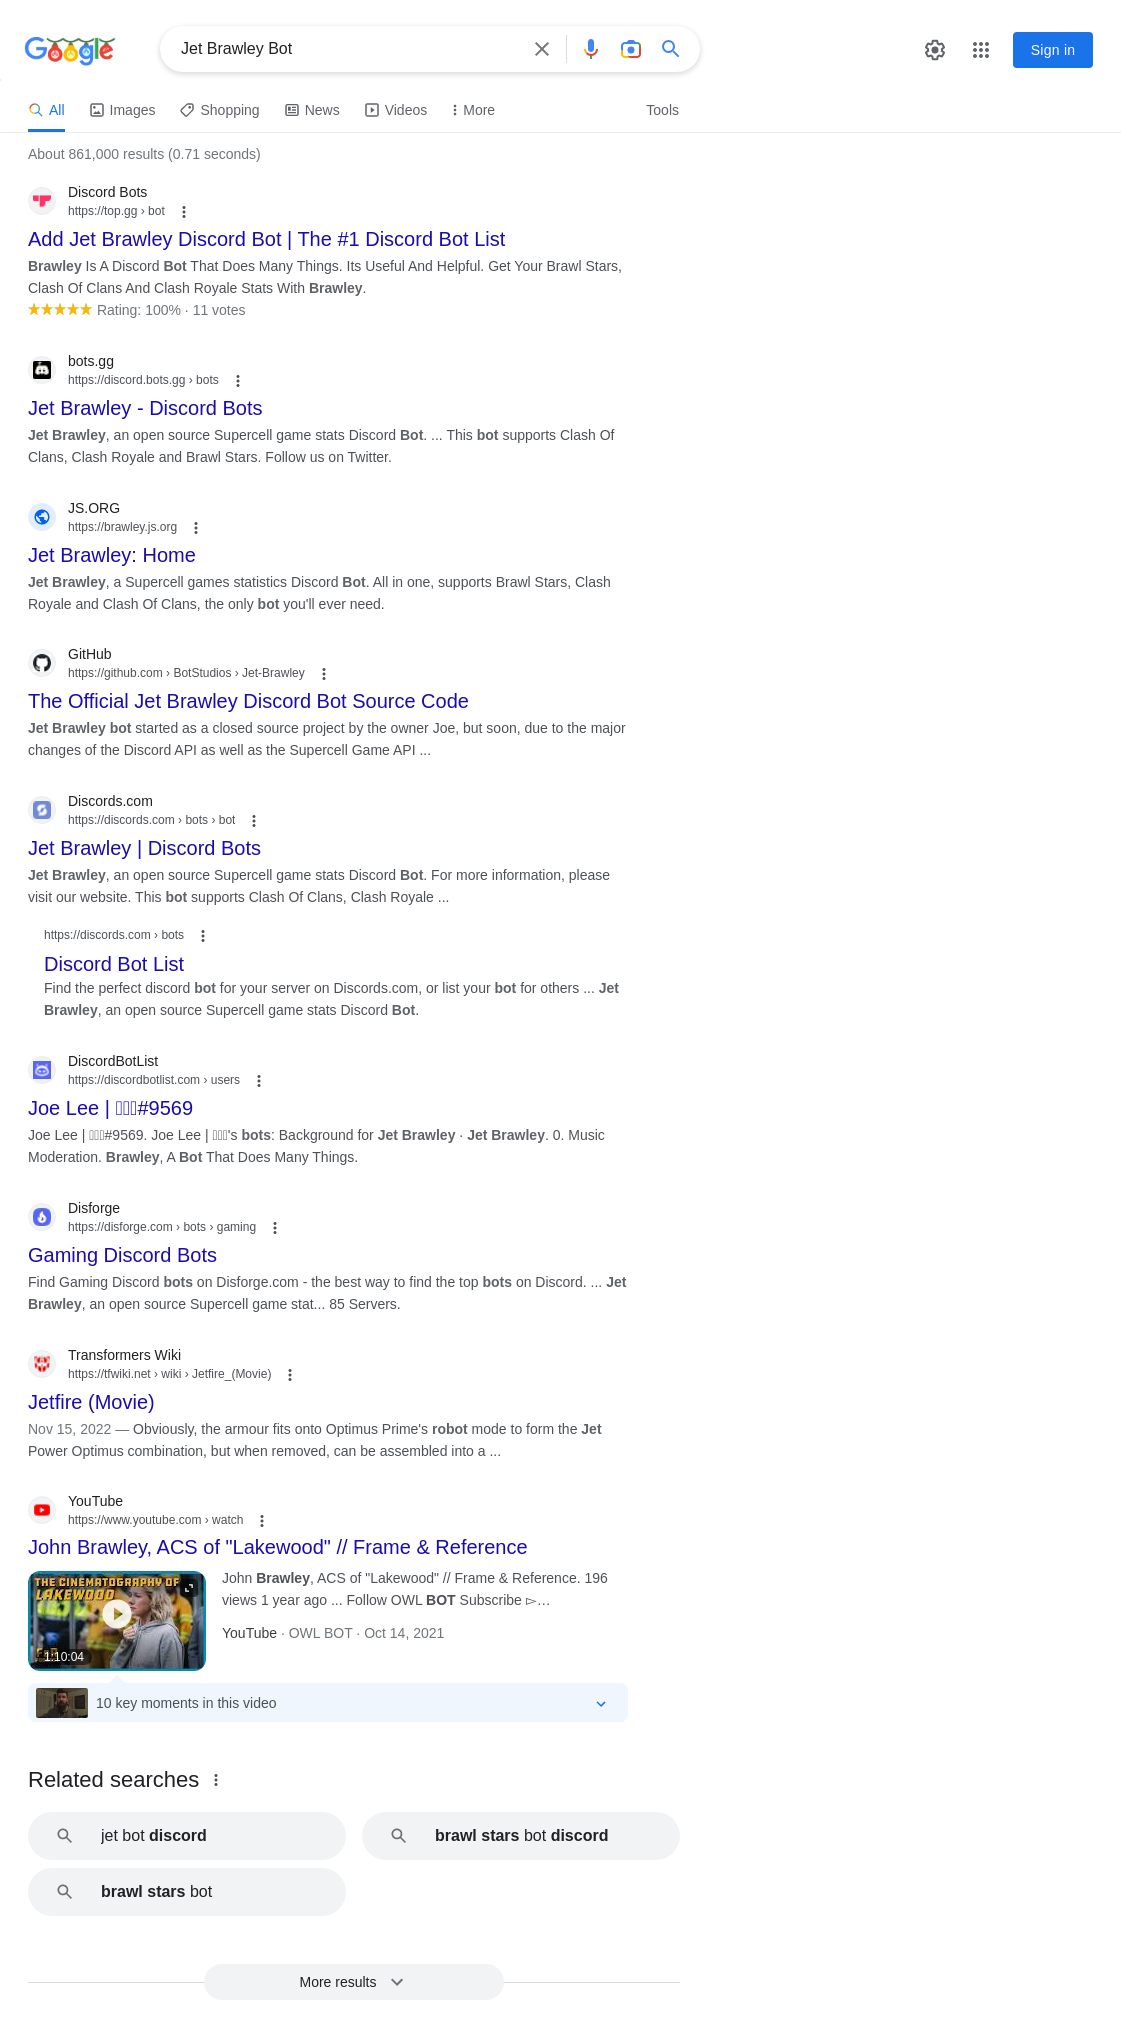 Google
Jet Brawley Bot
Sign in
All
Images
Shopping
News
Videos
More
Tools
About 861,000 results (0.71 seconds)
Discord Bots
https://top.gg › bot
Add Jet Brawley Discord Bot | The #1 Discord Bot List
Brawley Is A Discord Bot That Does Many Things. Its Useful And Helpful. Get Your Brawl Stars,
Clash Of Clans And Clash Royale Stats With Brawley.
Rating: 100% · 11 votes
bots.gg
https://discord.bots.gg › bots
Jet Brawley - Discord Bots
Jet Brawley, an open source Supercell game stats Discord Bot. ... This bot supports Clash Of
Clans, Clash Royale and Brawl Stars. Follow us on Twitter.
JS.ORG
https://brawley.js.org
Jet Brawley: Home
Jet Brawley, a Supercell games statistics Discord Bot. All in one, supports Brawl Stars, Clash
Royale and Clash Of Clans, the only bot you'll ever need.
GitHub
https://github.com › BotStudios › Jet-Brawley
The Official Jet Brawley Discord Bot Source Code
Jet Brawley bot started as a closed source project by the owner Joe, but soon, due to the major
changes of the Discord API as well as the Supercell Game API ...
Discords.com
https://discords.com › bots › bot
Jet Brawley | Discord Bots
Jet Brawley, an open source Supercell game stats Discord Bot. For more information, please
visit our website. This bot supports Clash Of Clans, Clash Royale ...
https://discords.com › bots
Discord Bot List
Find the perfect discord bot for your server on Discords.com, or list your bot for others ... Jet
Brawley, an open source Supercell game stats Discord Bot.
DiscordBotList
https://discordbotlist.com › users
Joe Lee | #9569
Joe Lee | #9569. Joe Lee | 's bots: Background for Jet Brawley · Jet Brawley. 0. Music
Moderation. Brawley, A Bot That Does Many Things.
Disforge
https://disforge.com › bots › gaming
Gaming Discord Bots
Find Gaming Discord bots on Disforge.com - the best way to find the top bots on Discord. ... Jet
Brawley, an open source Supercell game stat... 85 Servers.
Transformers Wiki
https://tfwiki.net › wiki › Jetfire_(Movie)
Jetfire (Movie)
Nov 15, 2022 — Obviously, the armour fits onto Optimus Prime's robot mode to form the Jet
Power Optimus combination, but when removed, can be assembled into a ...
YouTube
https://www.youtube.com › watch
John Brawley, ACS of "Lakewood" // Frame & Reference
THE CINEMATOGRAPHY OF
LAKEWOOD
1:10:04
John Brawley, ACS of "Lakewood" // Frame & Reference. 196
views 1 year ago ... Follow OWL BOT Subscribe ▻…
YouTube · OWL BOT · Oct 14, 2021
10 key moments in this video
Related searches
jet bot discord
brawl stars bot discord
brawl stars bot
More results